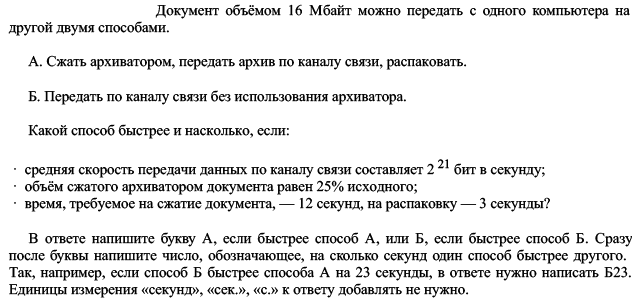 Документ объёмом 16 Мбайт можно передать с одного компьютера на
другой двумя способами.
А. Сжать архиватором, передать архив по каналу связи, распаковать.
Б. Передать по каналу связи без использования архиватора.
Какой способ быстрее и насколько, если:
· средняя скорость передачи данных по каналу связи составляет 2 21 бит в секунду;
· объём сжатого архиватором документа равен 25% исходного;
· время, требуемое на сжатие документа, — 12 секунд, на распаковку — 3 секунды?
В ответе напишите букву А, если быстрее способ А, или Б, если быстрее способ Б. Сразу
после буквы напишите число, обозначающее, на сколько секунд один способ быстрее другого.
Так, например, если способ Б быстрее способа А на 23 секунды, в ответе нужно написать Б23.
Единицы измерения «секунд», «сек.», «с.» к ответу добавлять не нужно.